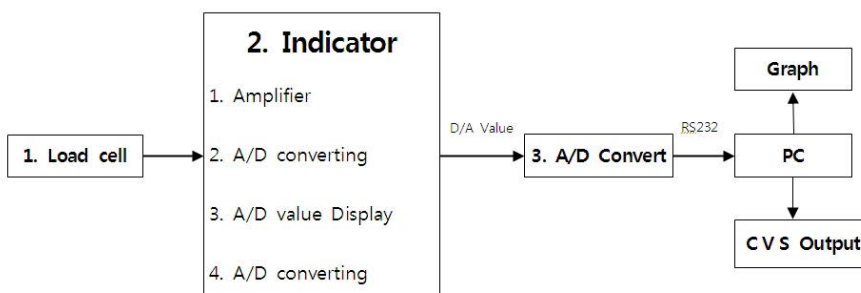 2. Indicator
1. Amplifier
2. A/D converting
3. A/D value Display
4. A/D converting
1. Load cell
D/A Value
3. A/D Convert
RS232
Graph
PC
C V S Output